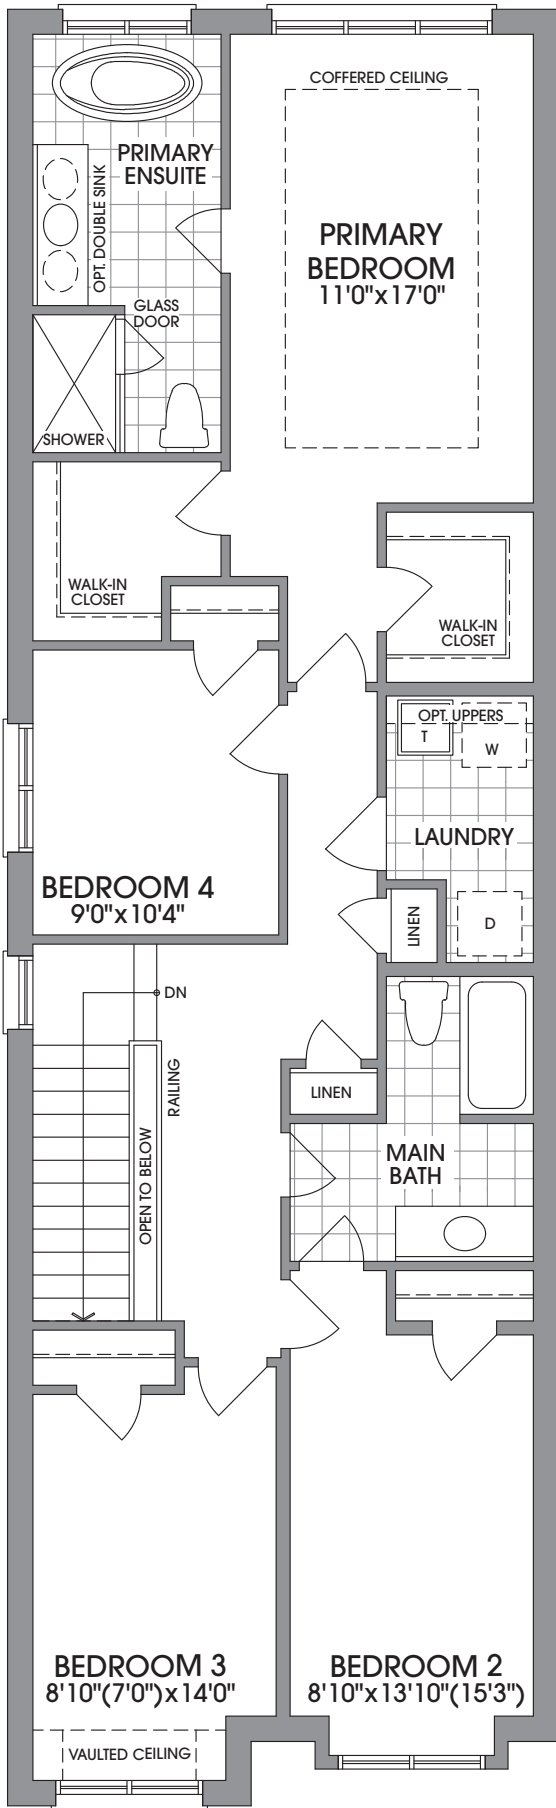 COFFERED CEILING
PRIMARY
ENSUITE
OPT. DOUBLE SINK
PRIMARY
BEDROOM
11'0"x17'0"
GLASS
DOOR
SHOWER
WALK-IN
CLOSET
WALK-IN
CLOSET
OPT. UPPERS
T
W
LAUNDRY
BEDROOM 4
9'0"x10'4"
LINEN
D
DN
RAILING
LINEN
OPEN TO BELOW
MAIN
BATH
BEDROOM 3
8'10"(7'0")x14'0"
BEDROOM 2
8'10"x13'10"(15'3")
VAULTED CEILING